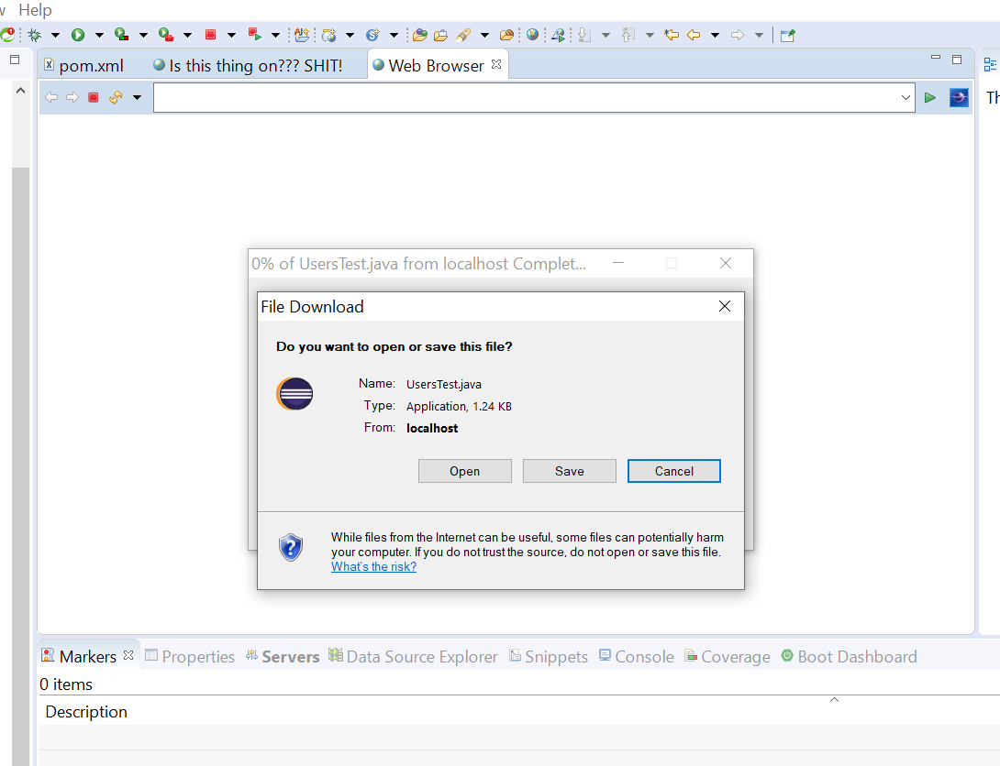 Help
pom.xml
Is this thing on??? SHIT!
Web Browser
0% of UsersTest.java from localhost Complet...
File Download
Do you want to open or save this file?
Name: UsersTest.java
Type: Application, 1.24 KB
From: localhost
Open Save Cancel
While files from the Internet can be useful, some files can potentially harm
your computer. If you do not trust the source, do not open or save this file.
What's the risk?
Markers Properties Servers Data Source Explorer Snippets Console Coverage Boot Dashboard
0 items
Description